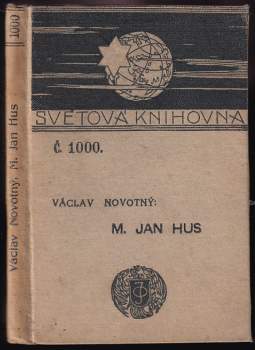 1000
Václav Novotný, M. Jan Hus
SVĚTOVÁ KNIHOVNA
Č. 1000.
VÁCLAV NOVOTNÝ:
M. JAN HUS